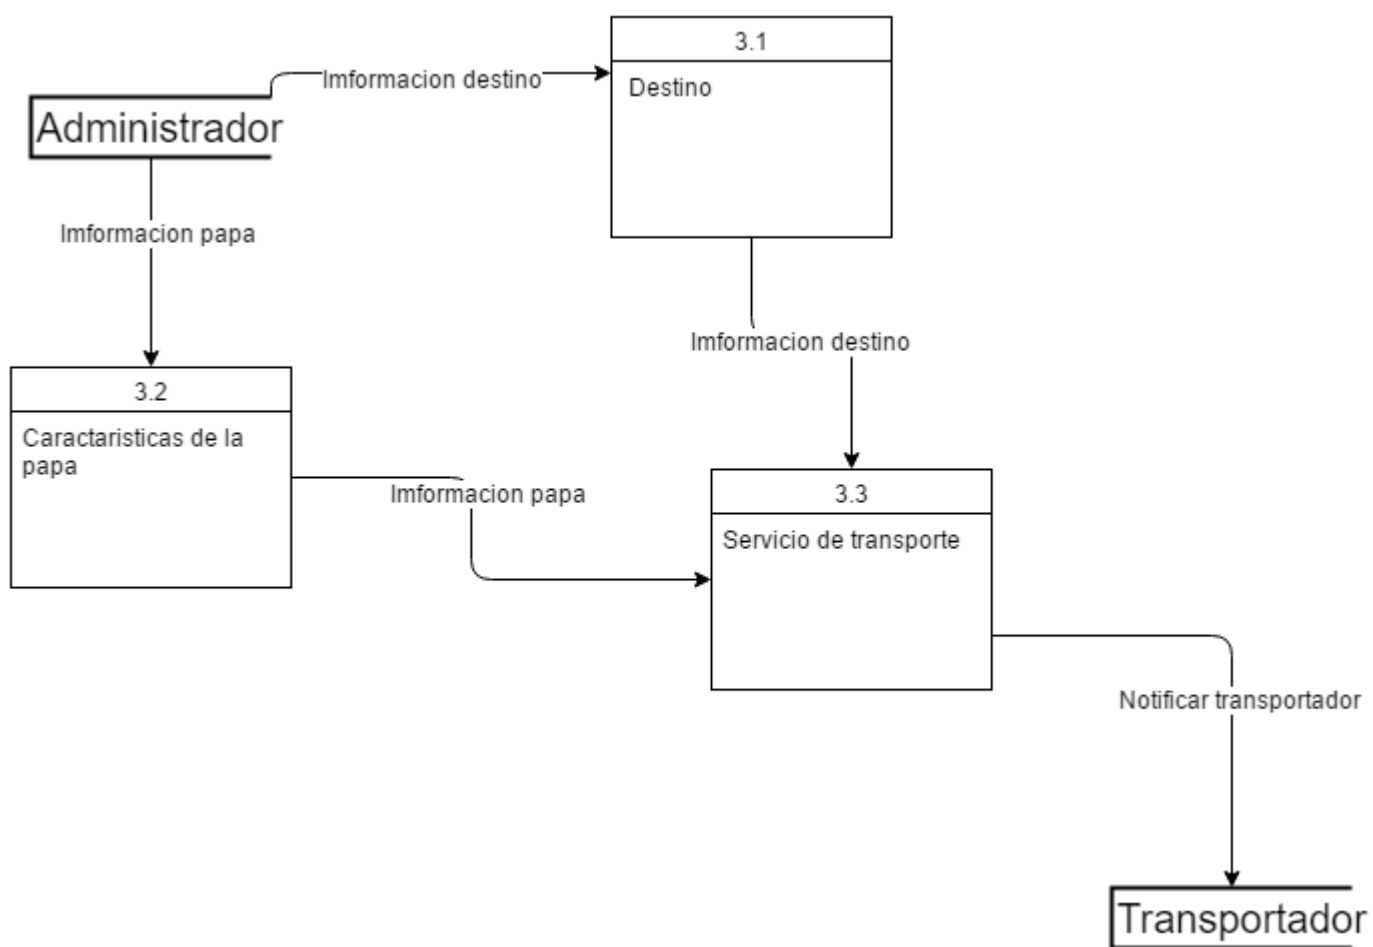 3.1
Imformacion destino
Destino
Administrador
Imformacion papa
Imformacion destino
3.2
Caractaristicas de la
papa
Imformacion papa
3.3
Servicio de transporte
Notificar transportador
Transportador